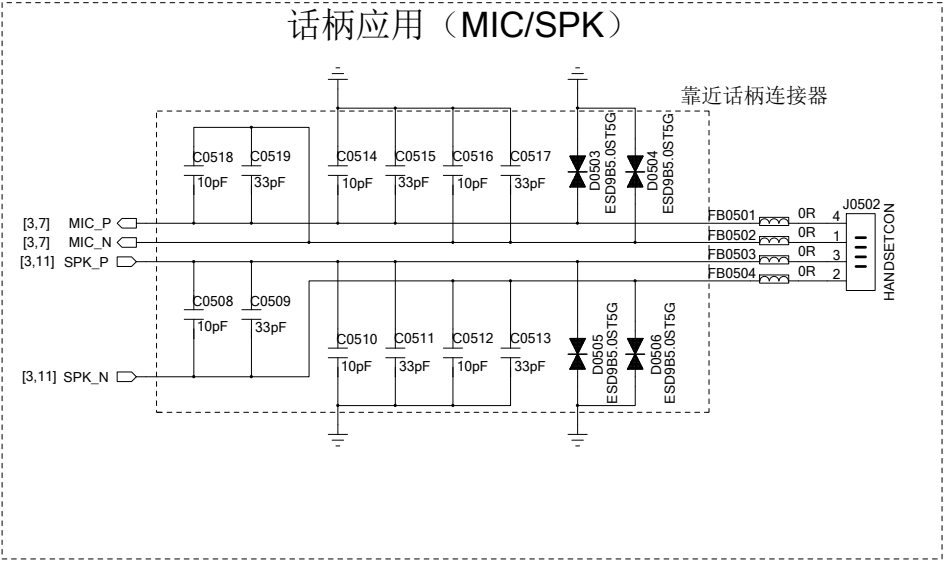 话柄应用（MIC/SPK）
靠近话柄连接器
C0518 C0519 C0514 C0515 C0516 C0517
10pF 33pF 10pF 33pF 10pF 33pF
D0503
ESD9B5.0ST5G
D0504
ESD9B5.0ST5G
J0502
HANDSETCON
[3,7] MIC_P FB0501 0R 4
[3,7] MIC_N FB0502 0R 1
[3,11] SPK_P FB0503 0R 3
FB0504 0R 2
C0508 C0509
10pF 33pF
C0510 C0511 C0512 C0513
10pF 33pF 10pF 33pF
D0505
ESD9B5.0ST5G
D0506
ESD9B5.0ST5G
[3,11] SPK_N